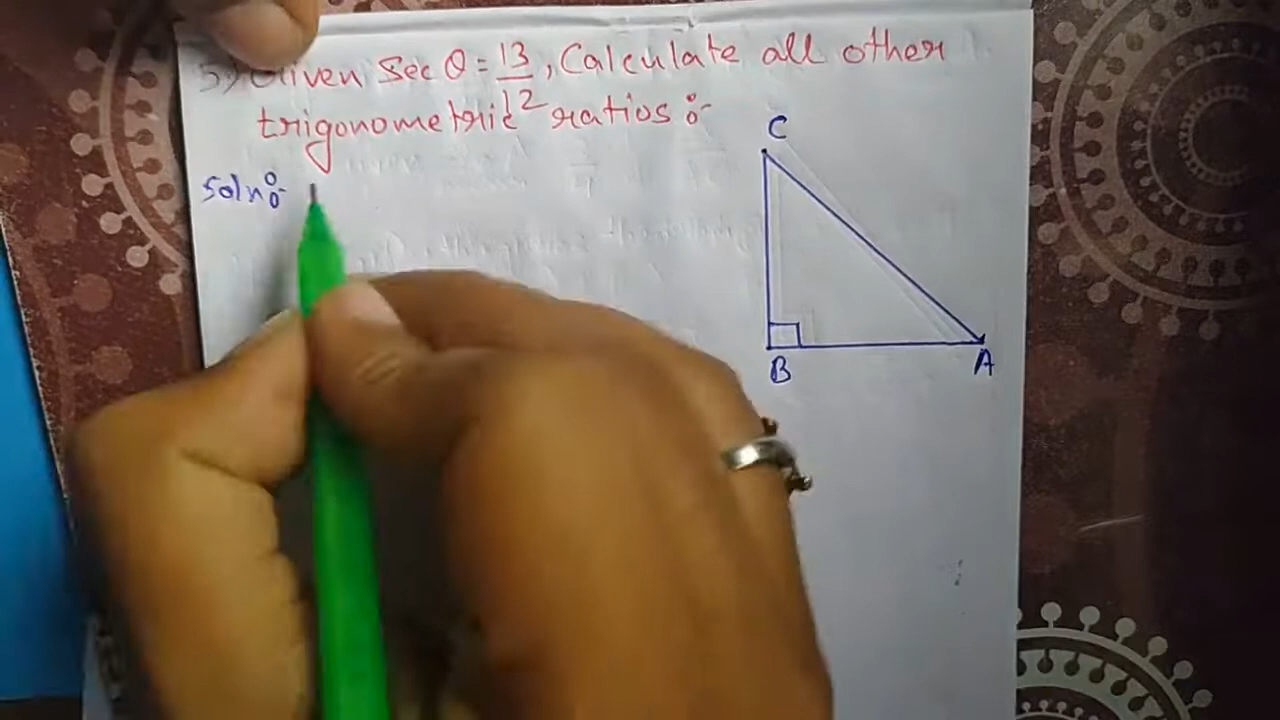 5) Given Sec θ = 13/12, Calculate all other
trigonometric ratios :-
Soln :-
C
B
A